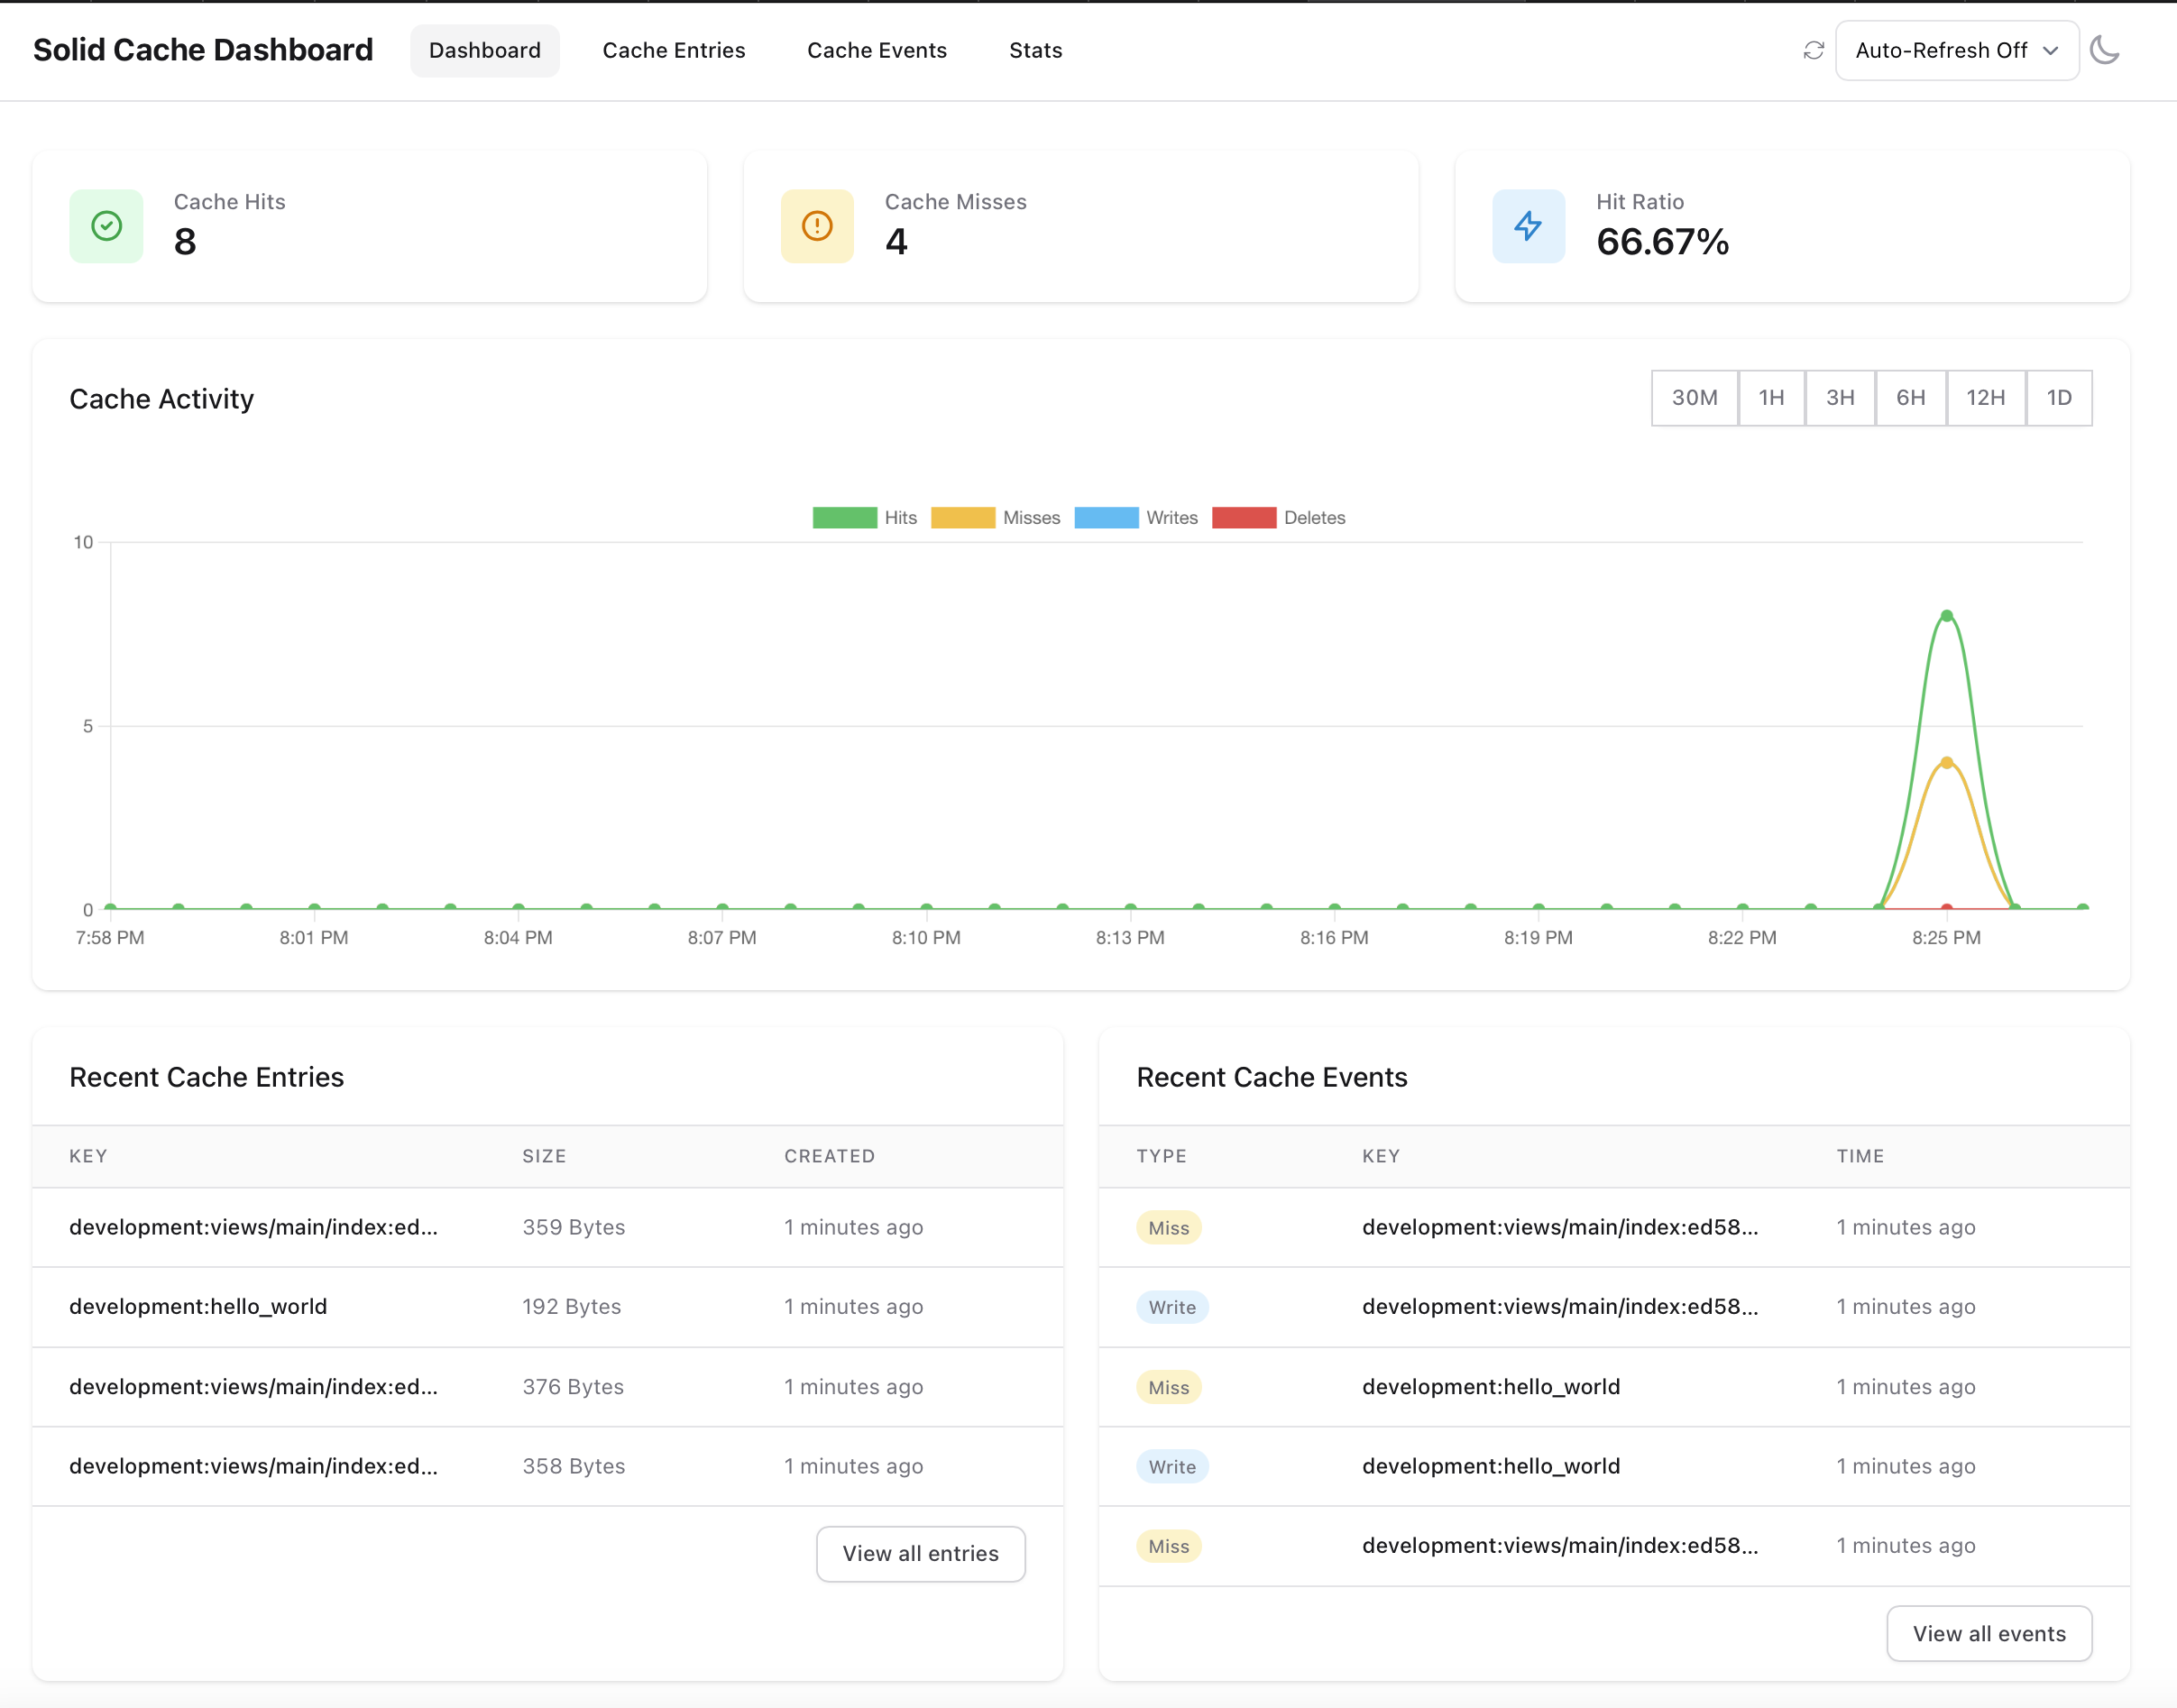 Solid Cache Dashboard Dashboard Cache Entries Cache Events Stats Auto-Refresh Off
Cache Hits
8
Cache Misses
4
Hit Ratio
66.67%
Cache Activity
30M 1H 3H 6H 12H 1D
Hits Misses Writes Deletes
10
5
0
7:58 PM 8:01 PM 8:04 PM 8:07 PM 8:10 PM 8:13 PM 8:16 PM 8:19 PM 8:22 PM 8:25 PM
Recent Cache Entries
KEY SIZE CREATED
development:views/main/index:ed... 359 Bytes 1 minutes ago
development:hello_world 192 Bytes 1 minutes ago
development:views/main/index:ed... 376 Bytes 1 minutes ago
development:views/main/index:ed... 358 Bytes 1 minutes ago
View all entries
Recent Cache Events
TYPE KEY TIME
Miss development:views/main/index:ed58... 1 minutes ago
Write development:views/main/index:ed58... 1 minutes ago
Miss development:hello_world 1 minutes ago
Write development:hello_world 1 minutes ago
Miss development:views/main/index:ed58... 1 minutes ago
View all events